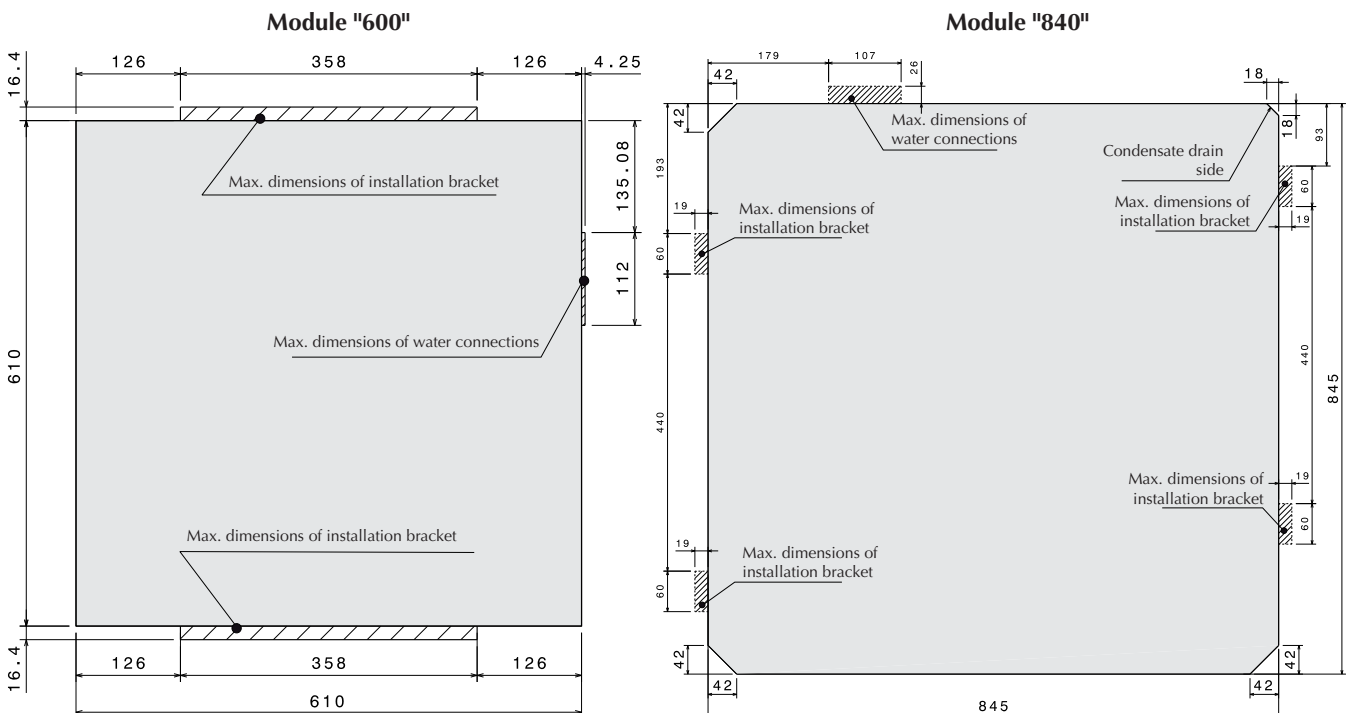 Module "600"
126
358
126
4.25
16.4
135.08
Max. dimensions of installation bracket
112
Max. dimensions of water connections
610
Max. dimensions of installation bracket
16.4
126
358
126
610
Module "840"
179
107
26
42
18
42
18
93
Max. dimensions of
water connections
Condensate drain
side
193
60
19
Max. dimensions of
installation bracket
19
Max. dimensions of
installation bracket
60
440
440
845
19
Max. dimensions of
installation bracket
60
19
Max. dimensions of
installation bracket
60
42
42
42
42
845